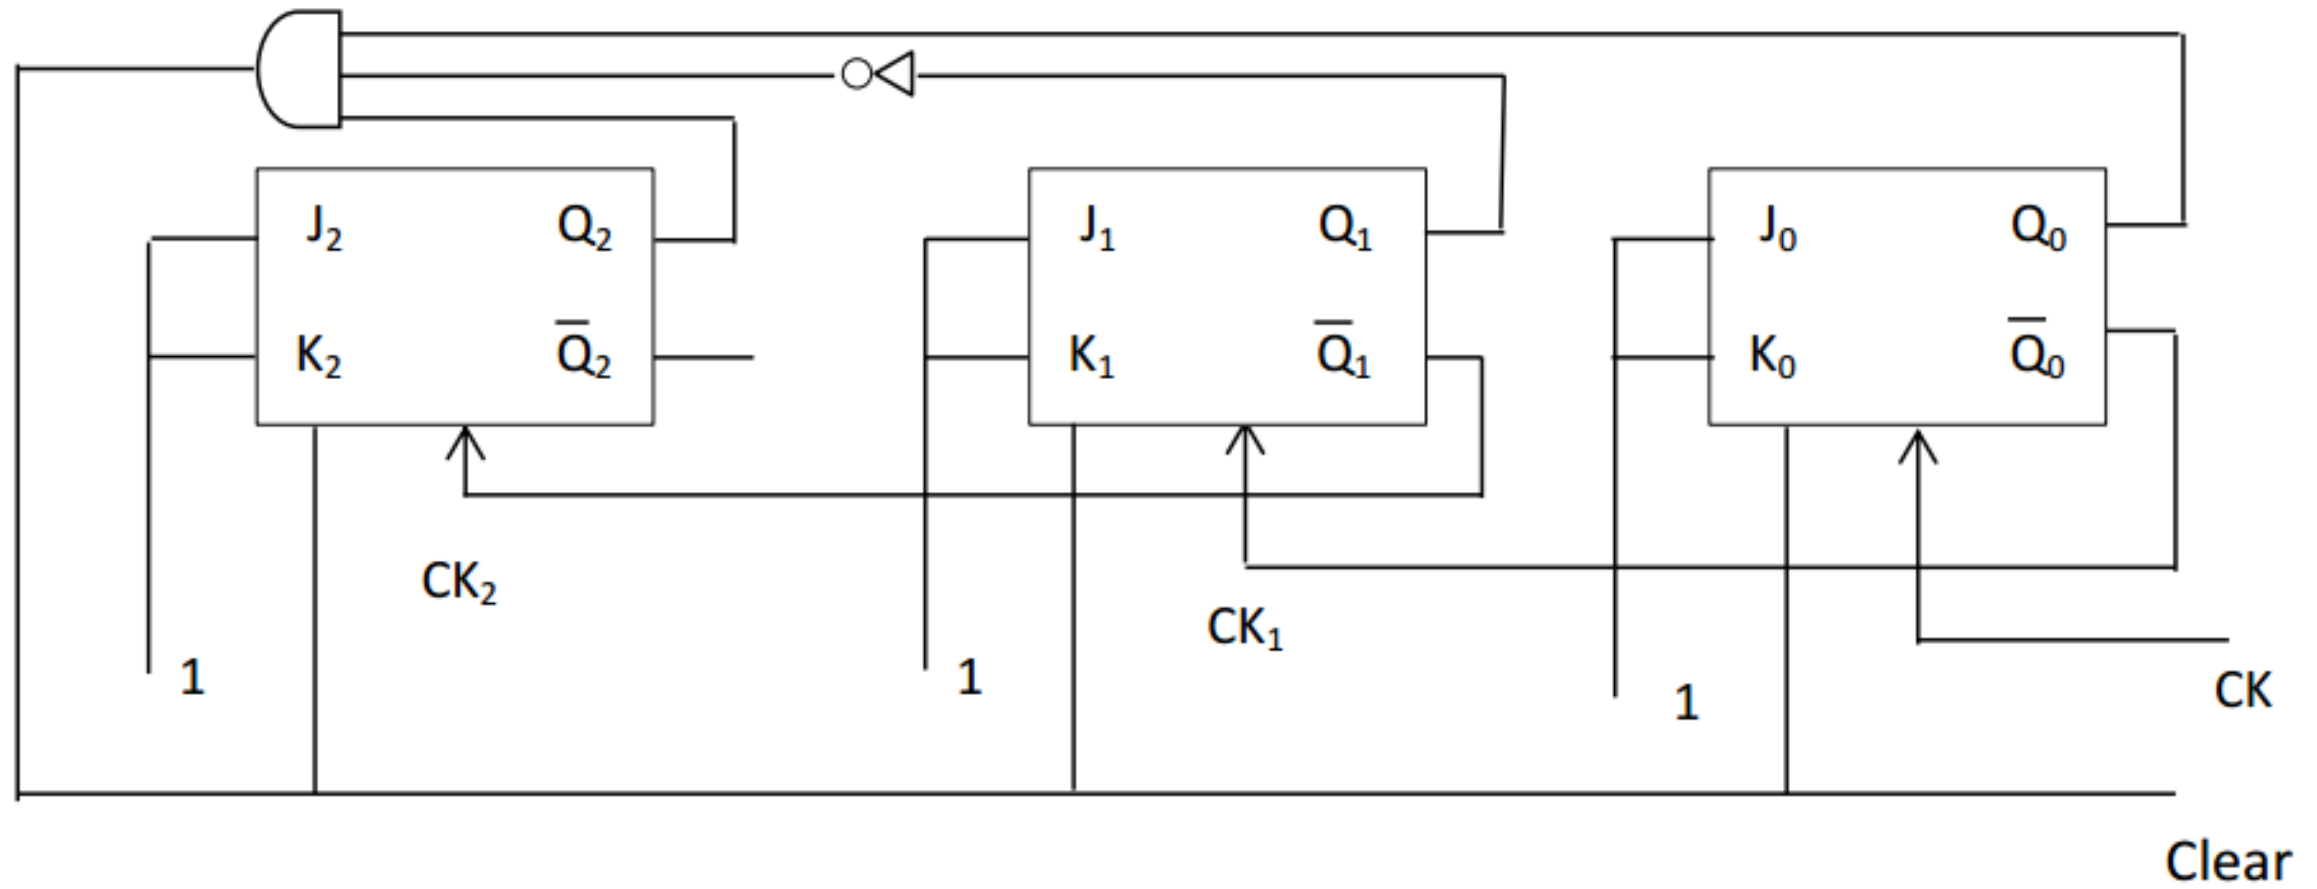 J₂ Q₂ J₁ Q₁ J₀ Q₀
K₂ Q̅₂ K₁ Q̅₁ K₀ Q̅₀
CK₂
CK₁
1 1 1
CK
Clear